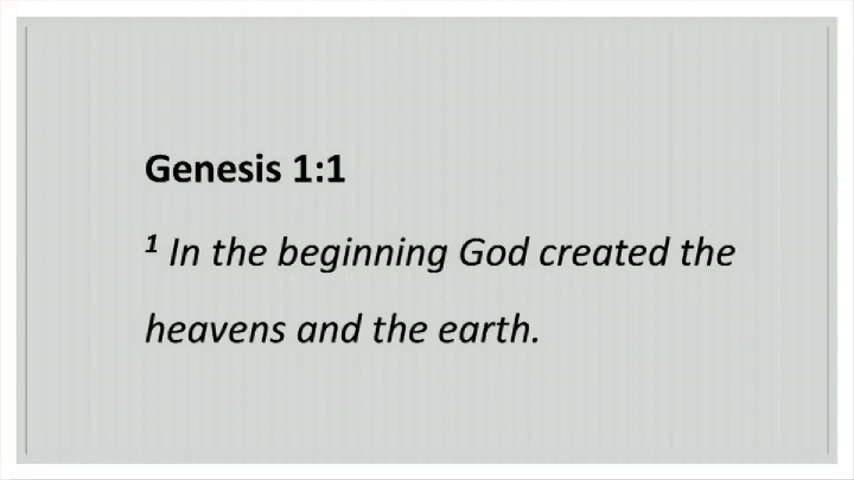 Genesis 1:1
1 In the beginning God created the
heavens and the earth.